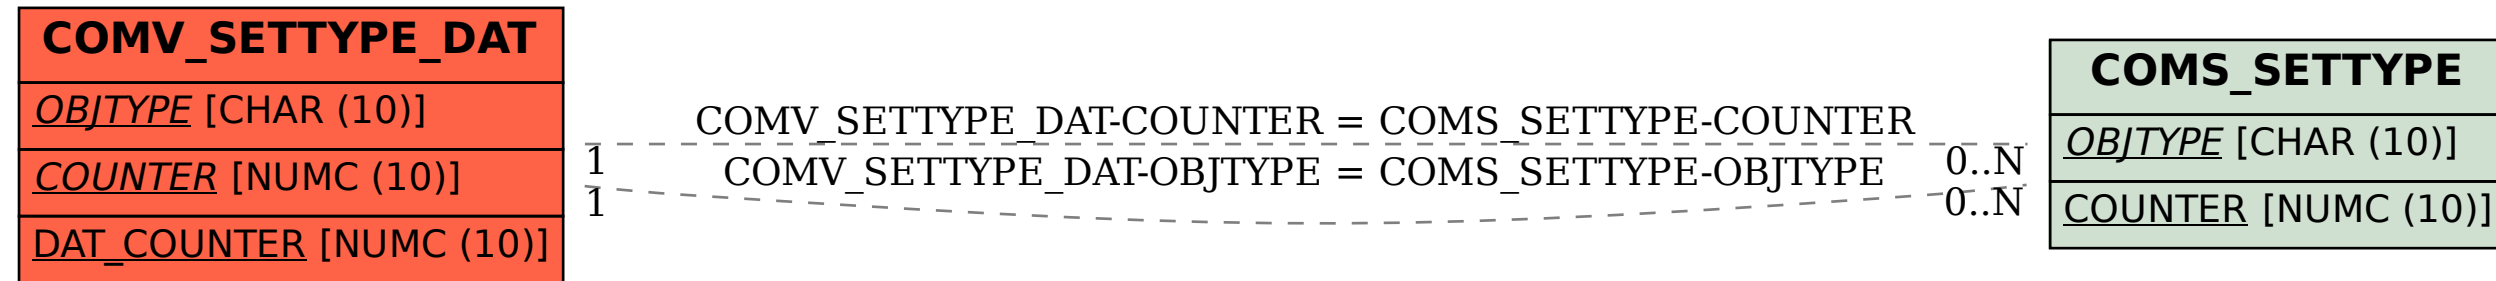 COMV_SETTYPE_DAT
OBJTYPE [CHAR (10)]
COUNTER [NUMC (10)]
DAT_COUNTER [NUMC (10)]
COMV_SETTYPE_DAT-COUNTER = COMS_SETTYPE-COUNTER
1
0..N
COMV_SETTYPE_DAT-OBJTYPE = COMS_SETTYPE-OBJTYPE
1
0..N
COMS_SETTYPE
OBJTYPE [CHAR (10)]
COUNTER [NUMC (10)]